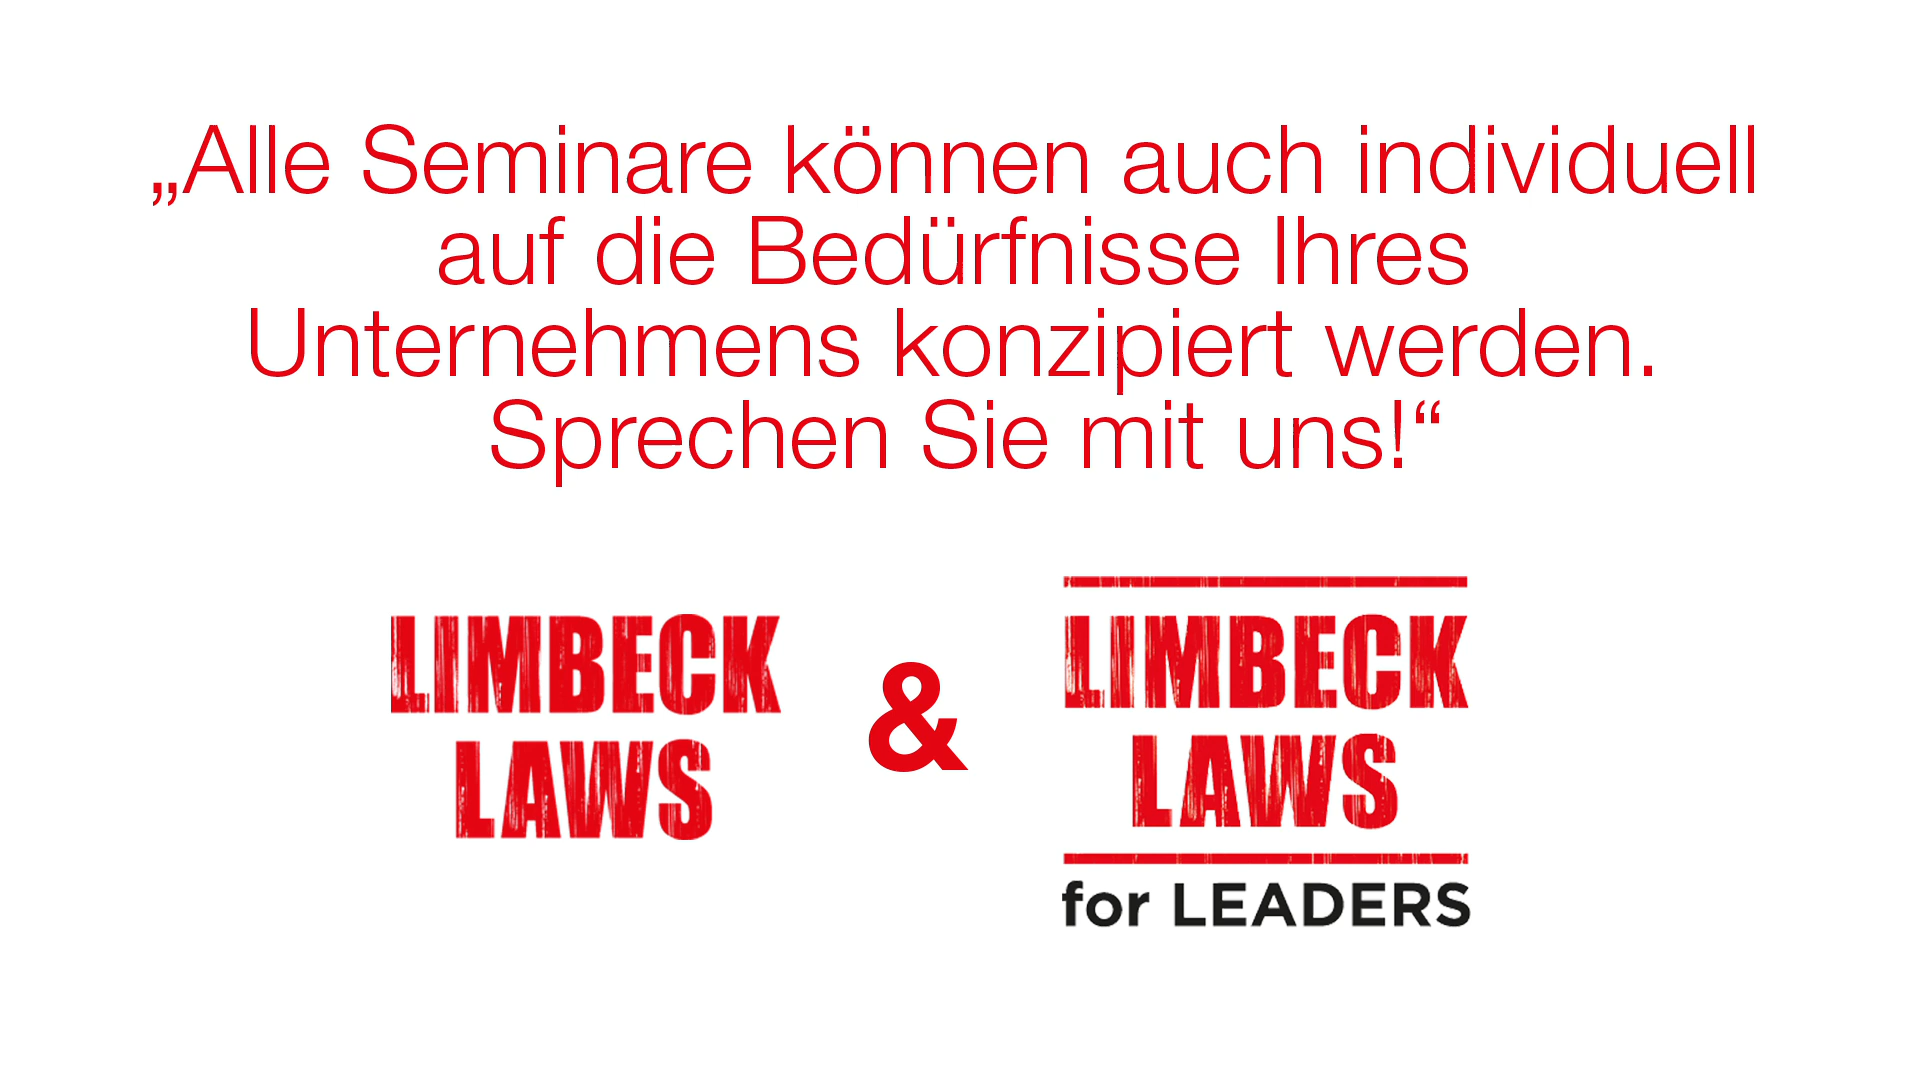 „Alle Seminare können auch individuell
auf die Bedürfnisse Ihres
Unternehmens konzipiert werden.
Sprechen Sie mit uns!“
LIMBECK
LAWS
&
LIMBECK
LAWS
for LEADERS